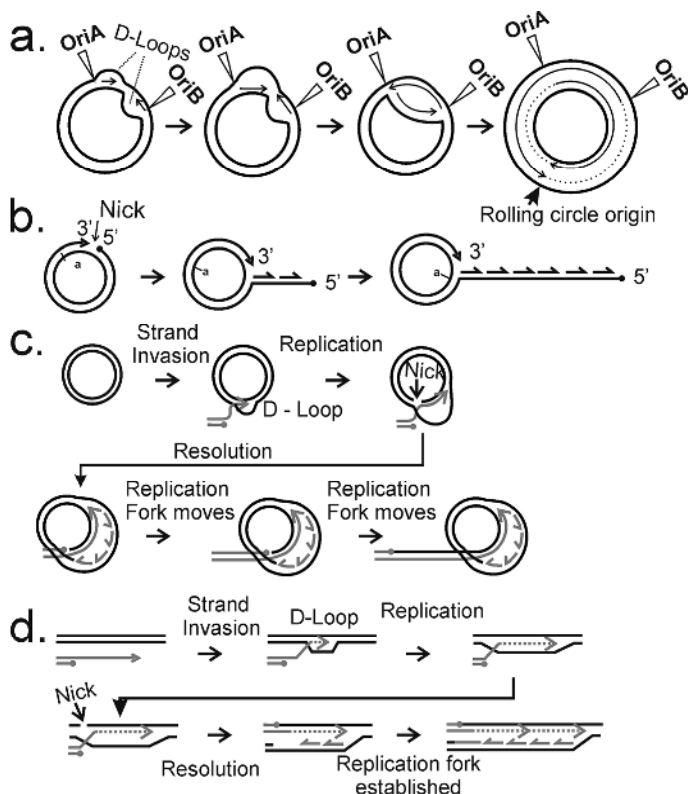 a.
OriA
D-Loops
OriB
OriA
OriB
OriA
OriB
OriA
OriB
Rolling circle origin
b.
Nick
3'
5'
a
3'
a
5'
3'
a
5'
c.
Strand
Invasion
Replication
D - Loop
Nick
Resolution
Replication
Fork moves
Replication
Fork moves
d.
Strand
Invasion
D-Loop
Replication
Nick
Resolution
Replication fork
established